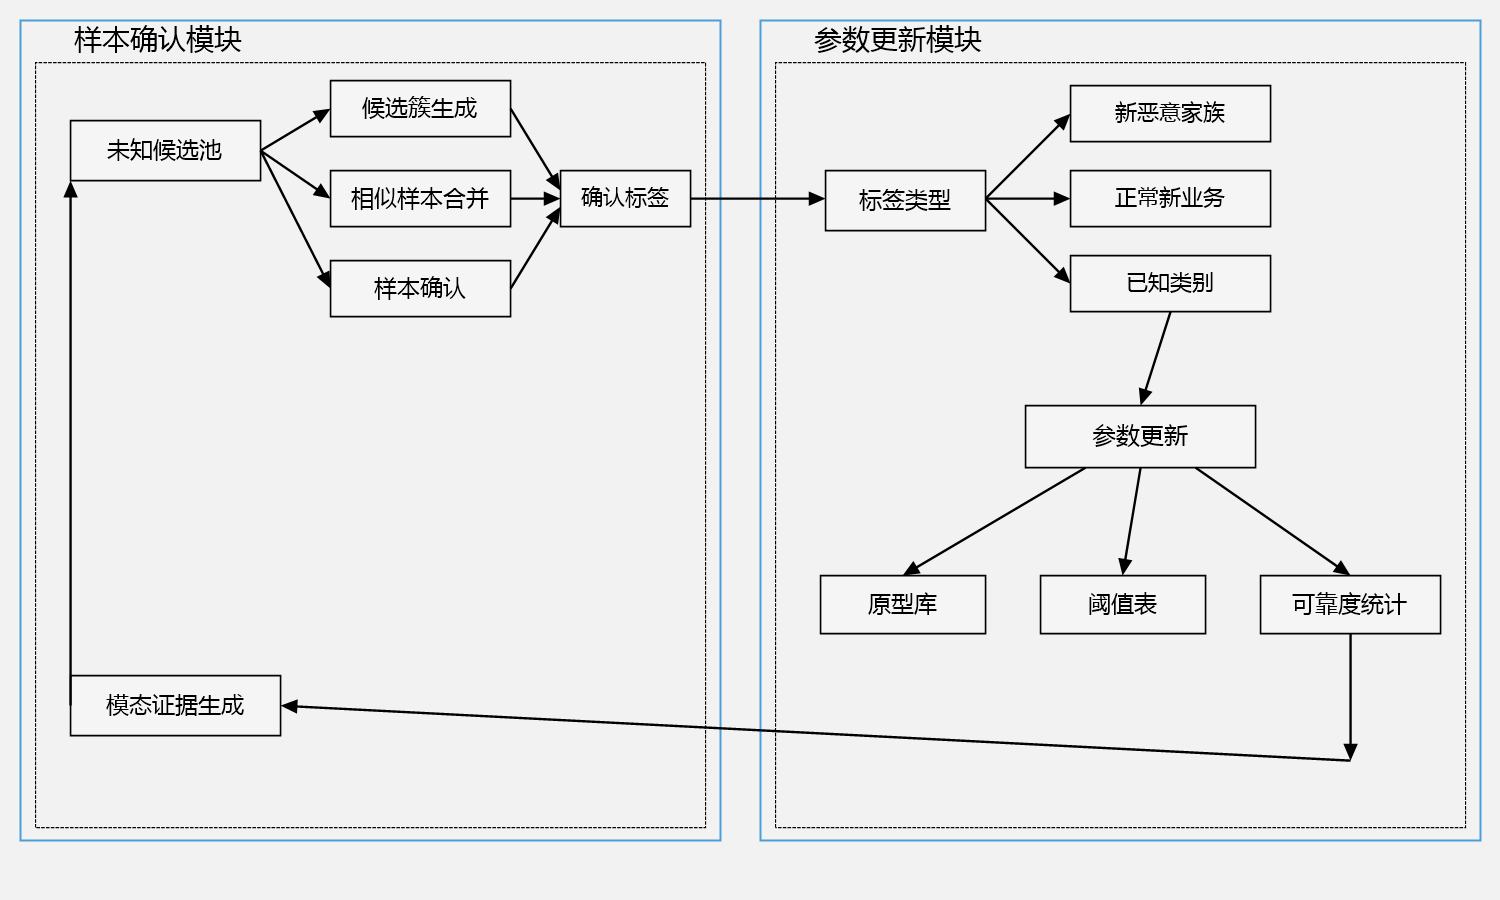 样本确认模块
未知候选池
候选簇生成
相似样本合并
样本确认
确认标签
模态证据生成
参数更新模块
标签类型
新恶意家族
正常新业务
已知类别
参数更新
原型库
阈值表
可靠度统计